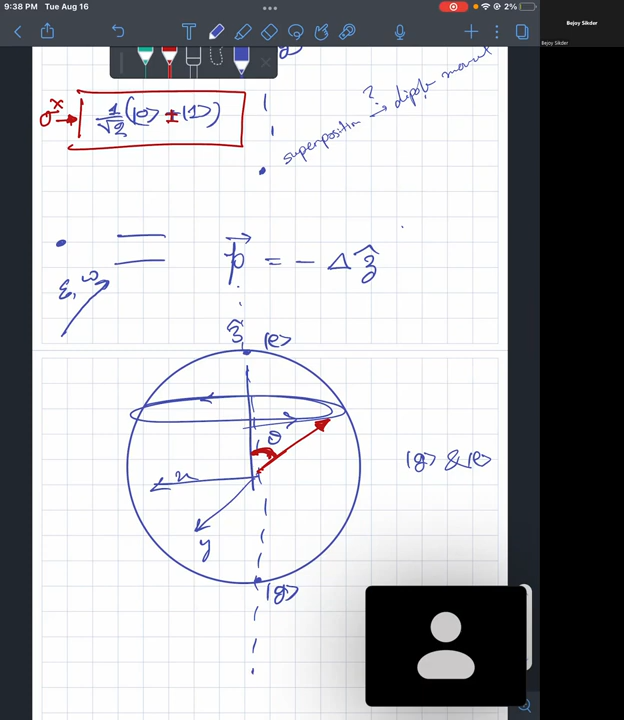 9:38 PM Tue Aug 16
2%
Bejoy Sikder
Bejoy Sikder
T
σˣ → | 1/√2 (|0> ± |1>)
superposition →? dipole moment
ε, ω
p⃗ = - Δ ẑ
ẑ |e>
θ
|g> & |e>
x
y
|g>